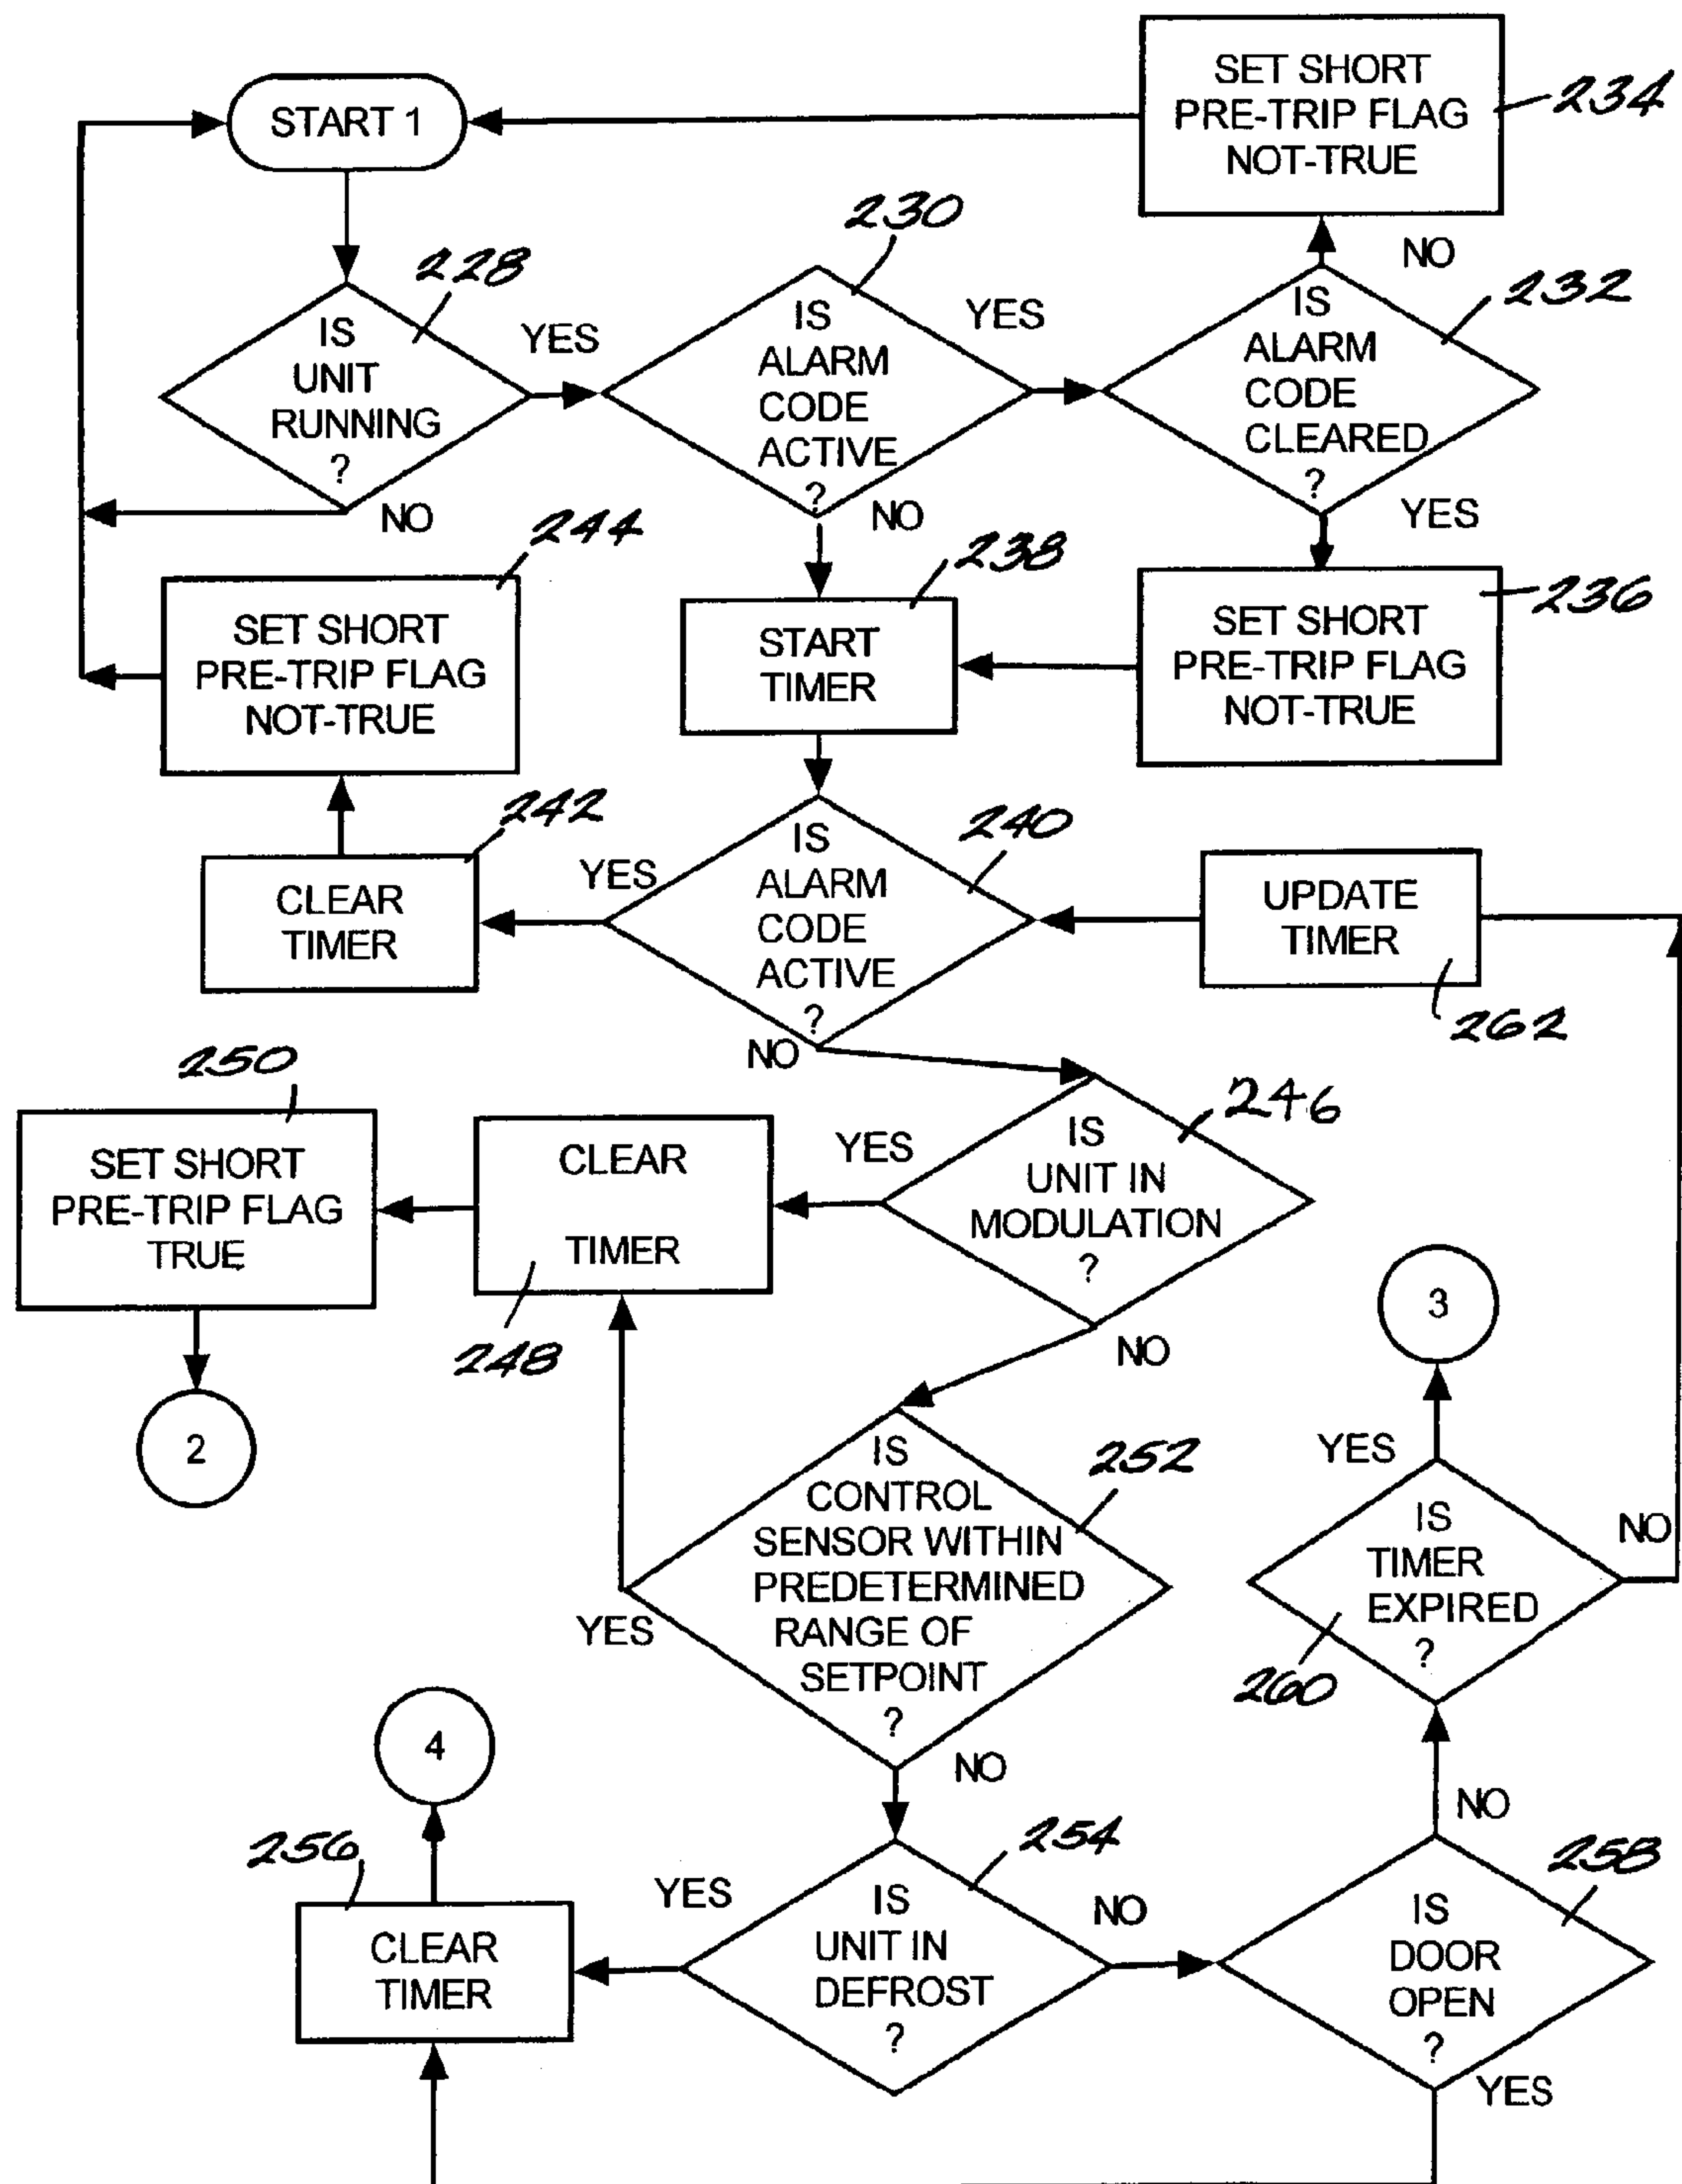 SET SHORT
PRE-TRIP FLAG
NOT-TRUE
234
START 1
230
228
NO
232
IS
UNIT
RUNNING
?
YES
IS
ALARM
CODE
ACTIVE
?
YES
IS
ALARM
CODE
CLEARED
?
NO
NO
YES
244
238
236
SET SHORT
PRE-TRIP FLAG
NOT-TRUE
START
TIMER
SET SHORT
PRE-TRIP FLAG
NOT-TRUE
242
240
CLEAR
TIMER
YES
IS
ALARM
CODE
ACTIVE
?
UPDATE
TIMER
262
NO
250
246
SET SHORT
PRE-TRIP FLAG
TRUE
CLEAR
TIMER
YES
IS
UNIT IN
MODULATION
?
248
NO
3
2
YES
252
IS
CONTROL
SENSOR WITHIN
PREDETERMINED
RANGE OF
SETPOINT
?
YES
IS
TIMER
EXPIRED
?
NO
260
4
NO
NO
256
254
258
CLEAR
TIMER
YES
IS
UNIT IN
DEFROST
?
NO
IS
DOOR
OPEN
?
YES